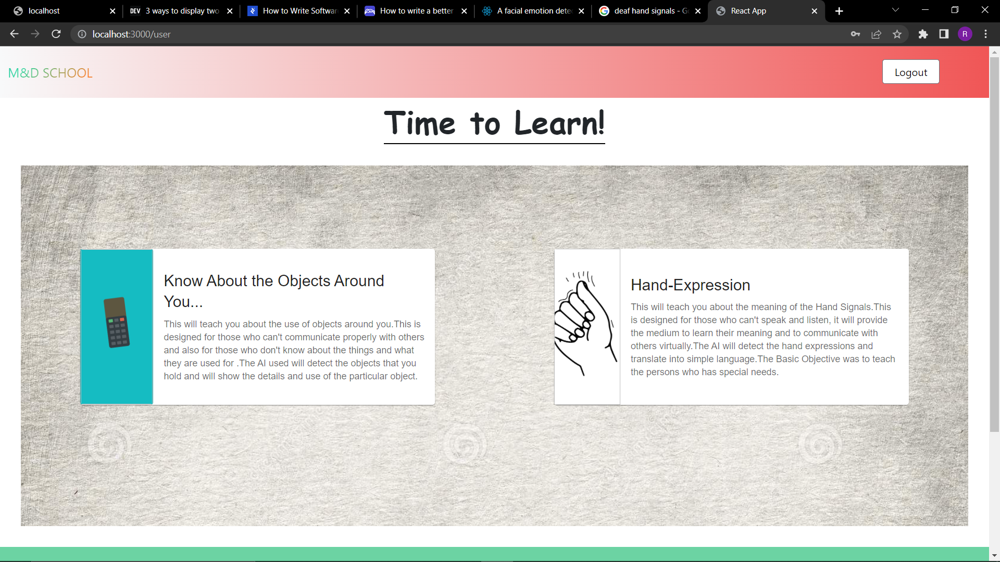 localhost
DEV 3 ways to display two
How to Write Softwar
How to write a better
A facial emotion dete
deaf hand signals - Go
React App
localhost:3000/user
R
M&D SCHOOL
Logout
Time to Learn!
Know About the Objects Around
You...
This will teach you about the use of objects around you.This is
designed for those who can't communicate properly with others
and also for those who don't know about the things and what
they are used for .The AI used will detect the objects that you
hold and will show the details and use of the particular object.
Hand-Expression
This will teach you about the meaning of the Hand Signals.This
is designed for those who can't speak and listen, it will provide
the medium to learn their meaning and to communicate with
others virtually.The AI will detect the hand expressions and
translate into simple language.The Basic Objective was to teach
the persons who has special needs.